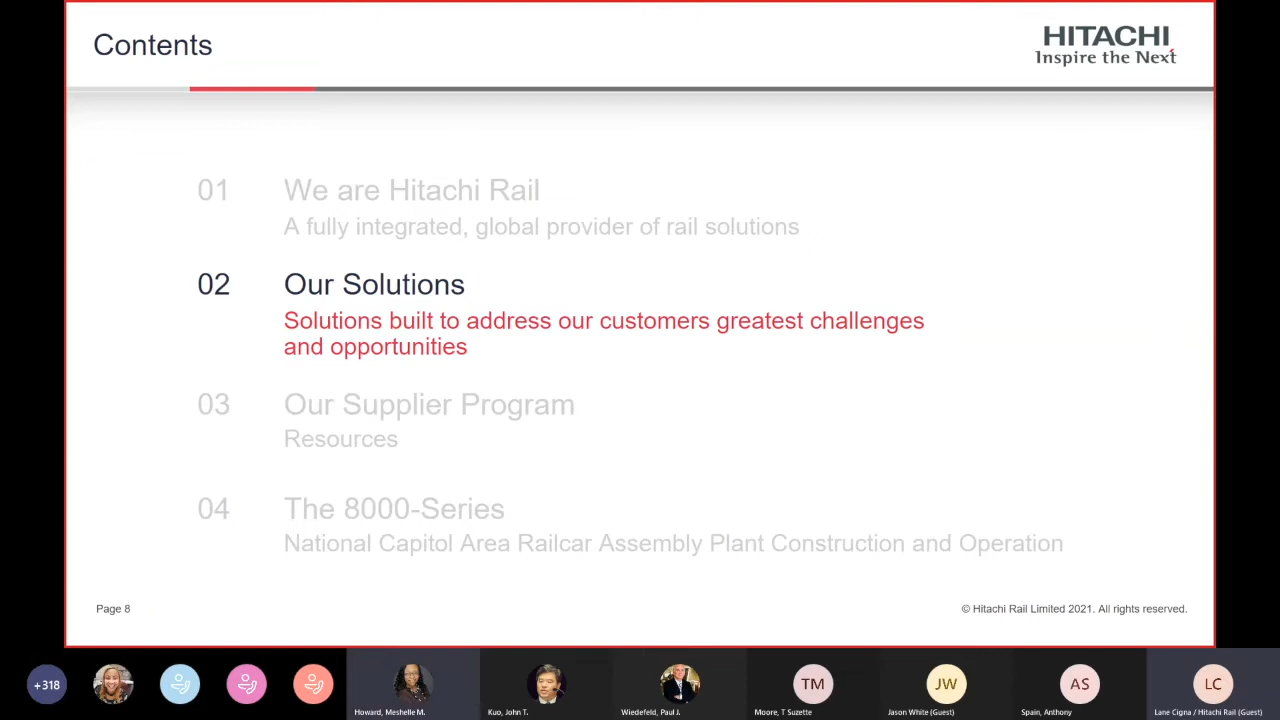 Contents
HITACHI
Inspire the Next
01 We are Hitachi Rail
A fully integrated, global provider of rail solutions
02 Our Solutions
Solutions built to address our customers greatest challenges
and opportunities
03 Our Supplier Program
Resources
04 The 8000-Series
National Capitol Area Railcar Assembly Plant Construction and Operation
Page 8
© Hitachi Rail Limited 2021. All rights reserved.
+318
TM
JW
AS
LC
Howard, Meshelle M.
Kuo, John T.
Wiedefeld, Paul J.
Moore, T Suzette
Jason White (Guest)
Spain, Anthony
Lane Cigna / Hitachi Rail (Guest)